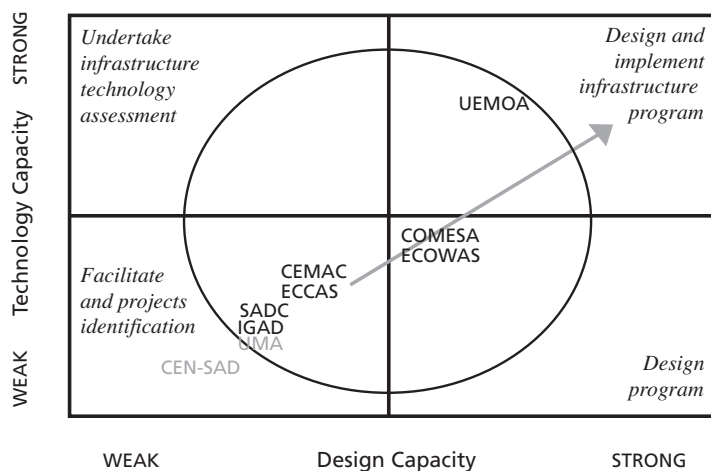 STRONG
Technology Capacity
WEAK
Undertake
infrastructure
technology
assessment
Design and
implement
infrastructure
program
UEMOA
COMESA
ECOWAS
Facilitate
and projects
identification
CEMAC
ECCAS
SADC
IGAD
UMA
CEN-SAD
Design
program
WEAK
Design Capacity
STRONG